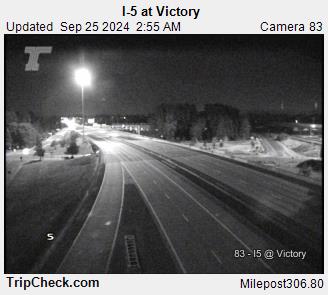 I-5 at Victory
Updated Sep 25 2024 2:55 AM Camera 83
T
S
83 - I5 @ Victory
TripCheck.com Milepost306.80